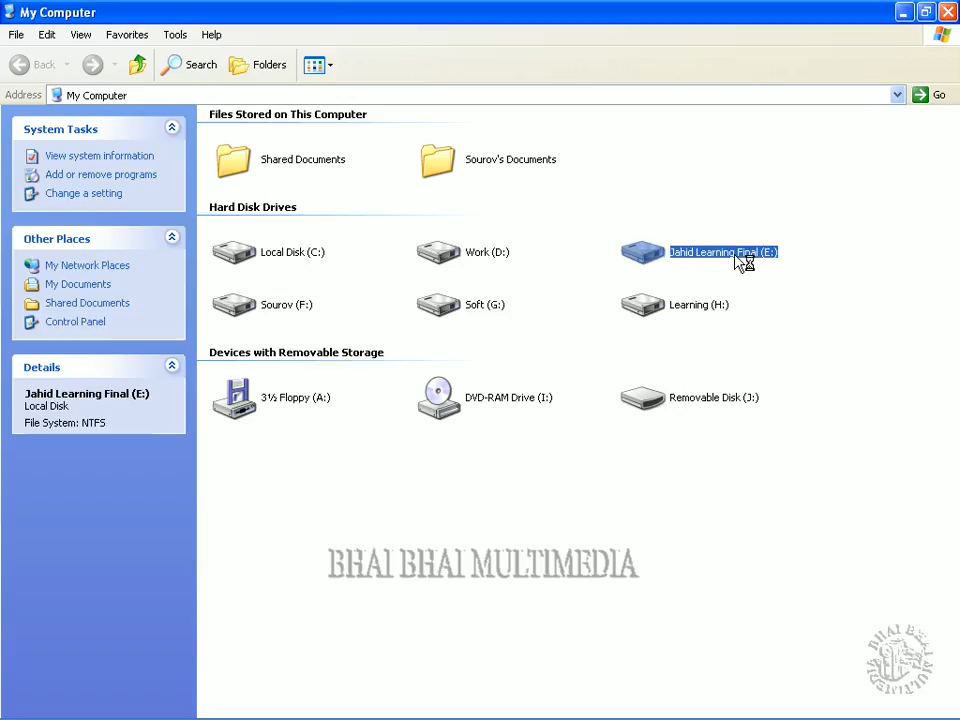 My Computer
File Edit View Favorites Tools Help
Back Search Folders
Address My Computer Go
System Tasks
View system information
Add or remove programs
Change a setting
Other Places
My Network Places
My Documents
Shared Documents
Control Panel
Details
Jahid Learning Final (E:)
Local Disk
File System: NTFS
Files Stored on This Computer
Shared Documents Sourov's Documents
Hard Disk Drives
Local Disk (C:) Work (D:) Jahid Learning Final (E:)
Sourov (F:) Soft (G:) Learning (H:)
Devices with Removable Storage
3½ Floppy (A:) DVD-RAM Drive (I:) Removable Disk (J:)
BHAI BHAI MULTIMEDIA
BHAI BHAI MULTIMEDIA